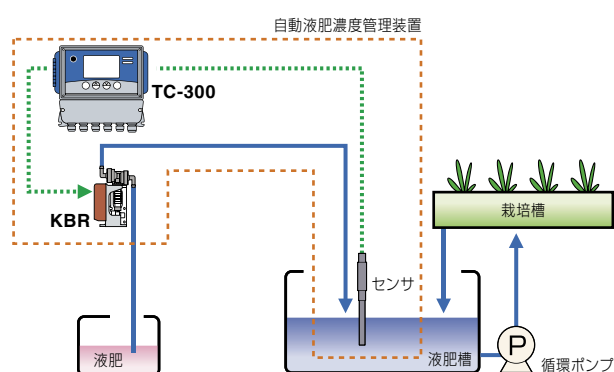 自動液肥濃度管理装置
TC-300
KBR
栽培槽
センサ
液肥
液肥槽
P
循環ポンプ